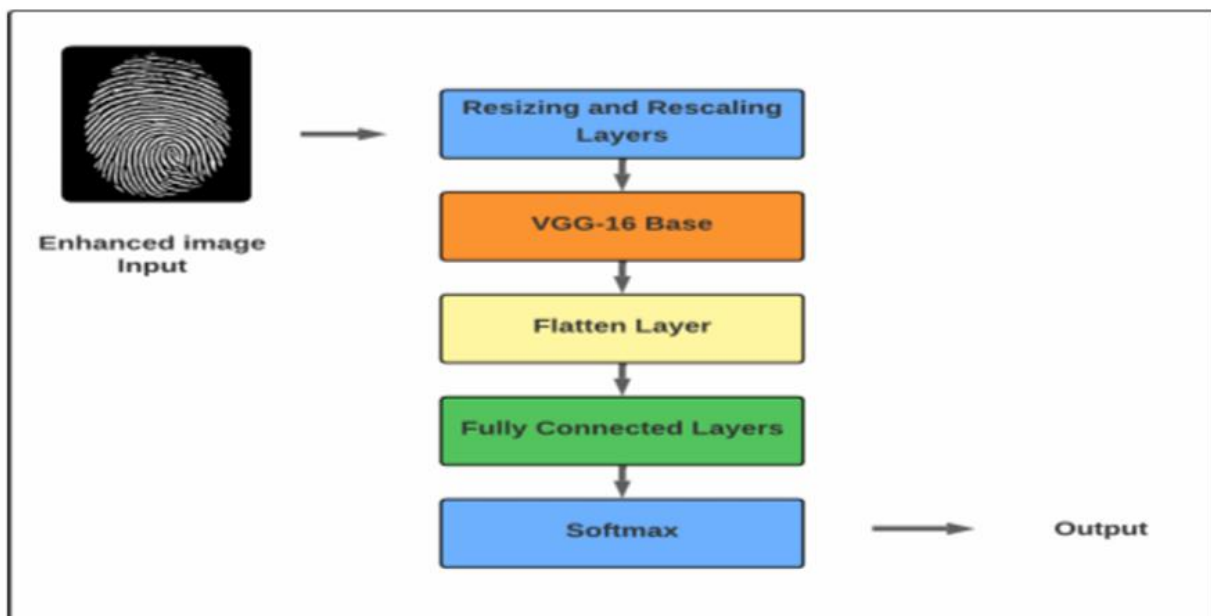 Enhanced image
Input
Resizing and Rescaling
Layers
VGG-16 Base
Flatten Layer
Fully Connected Layers
Softmax
Output